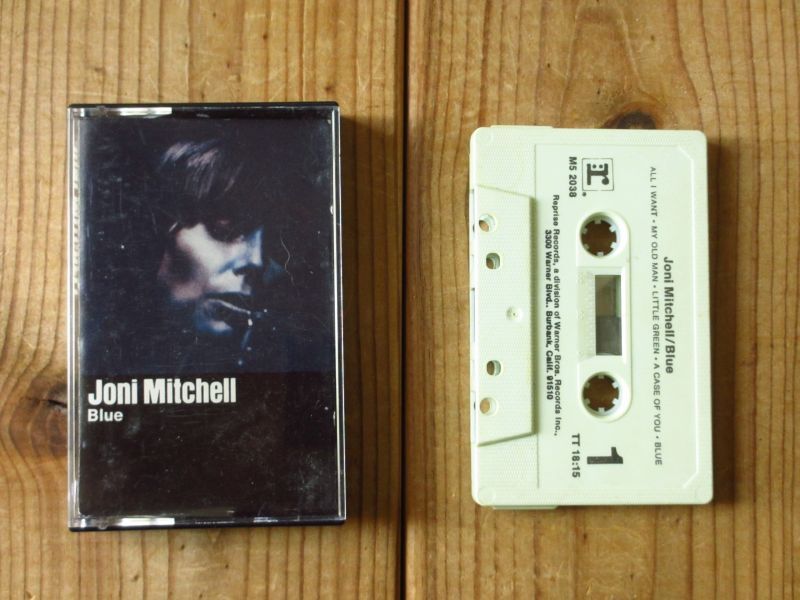 Joni Mitchell
Blue
r
®
M5 2038
Joni Mitchell/Blue
ALL I WANT • MY OLD MAN • LITTLE GREEN • A CASE OF YOU • BLUE
1
TT 18:15
Reprise Records, a division of Warner Bros. Records Inc.,
3300 Warner Blvd., Burbank, Calif. 91510